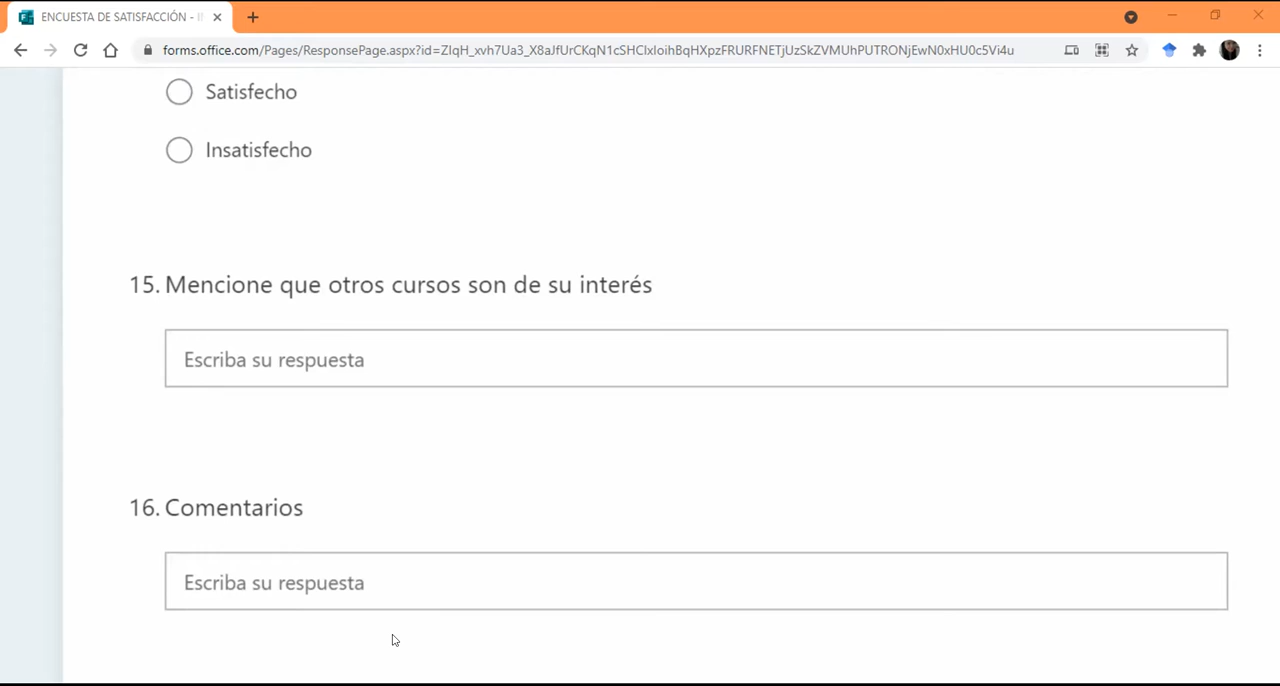 ENCUESTA DE SATISFACCIÓN -
forms.office.com/Pages/ResponsePage.aspx?id=ZIqH_xvh7Ua3_X8aJfUrCKqN1cSHClxIoihBqHXpzFRURFNETjUzSkZVMUhPUTRONjEwN0xHU0c5Vi4u
Satisfecho
Insatisfecho
15. Mencione que otros cursos son de su interés
Escriba su respuesta
16. Comentarios
Escriba su respuesta